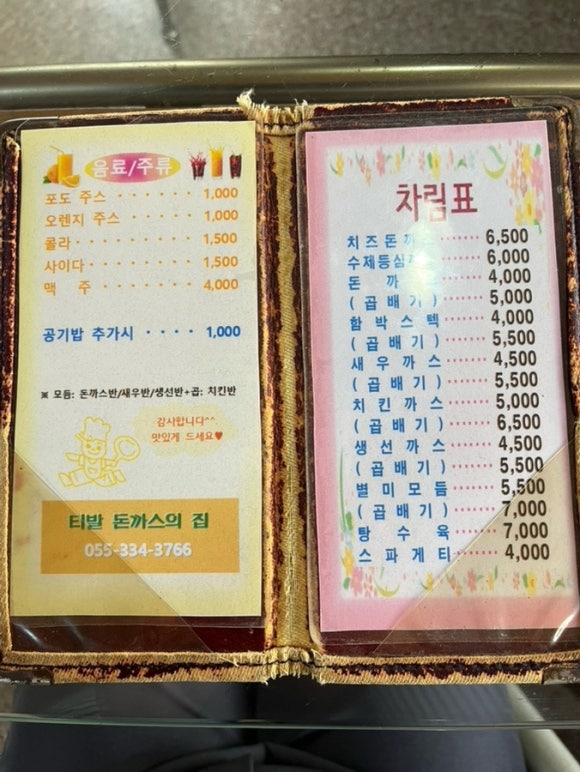 음료/주류
포도 주스 · · · · · · · 1,000
오렌지 주스 · · · · · · 1,000
콜라 · · · · · · · · · 1,500
사이다 · · · · · · · · 1,500
맥 주 · · · · · · · · 4,000
공기밥 추가시 · · · · 1,000
※ 모듬: 돈까스반/새우반/생선반+곱: 치킨반
감사합니다^^
맛있게 드세요♥
티발 돈까스의 집
055-334-3766
차림표
치즈돈까스 ······· 6,500
수제등심 ······· 6,000
돈 까 ······· 4,000
( 곱 배 기 ) ······· 5,000
함 박 스 텍 ······· 4,000
( 곱 배 기 ) ······· 5,500
새 우 까 스 ······· 4,500
( 곱 배 기 ) ······· 5,500
치 킨 까 스 ······· 5,000
( 곱 배 기 ) ······· 6,500
생 선 까 스 ······· 4,500
( 곱 배 기 ) ······· 5,500
별 미 모 듬 ······· 5,500
( 곱 배 기 ) ······· 7,000
탕 수 육 ······· 7,000
스 파 게 티 ······· 4,000